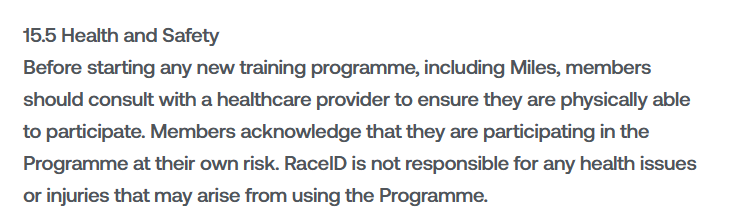 15.5 Health and Safety
Before starting any new training programme, including Miles, members
should consult with a healthcare provider to ensure they are physically able
to participate. Members acknowledge that they are participating in the
Programme at their own risk. RaceID is not responsible for any health issues
or injuries that may arise from using the Programme.